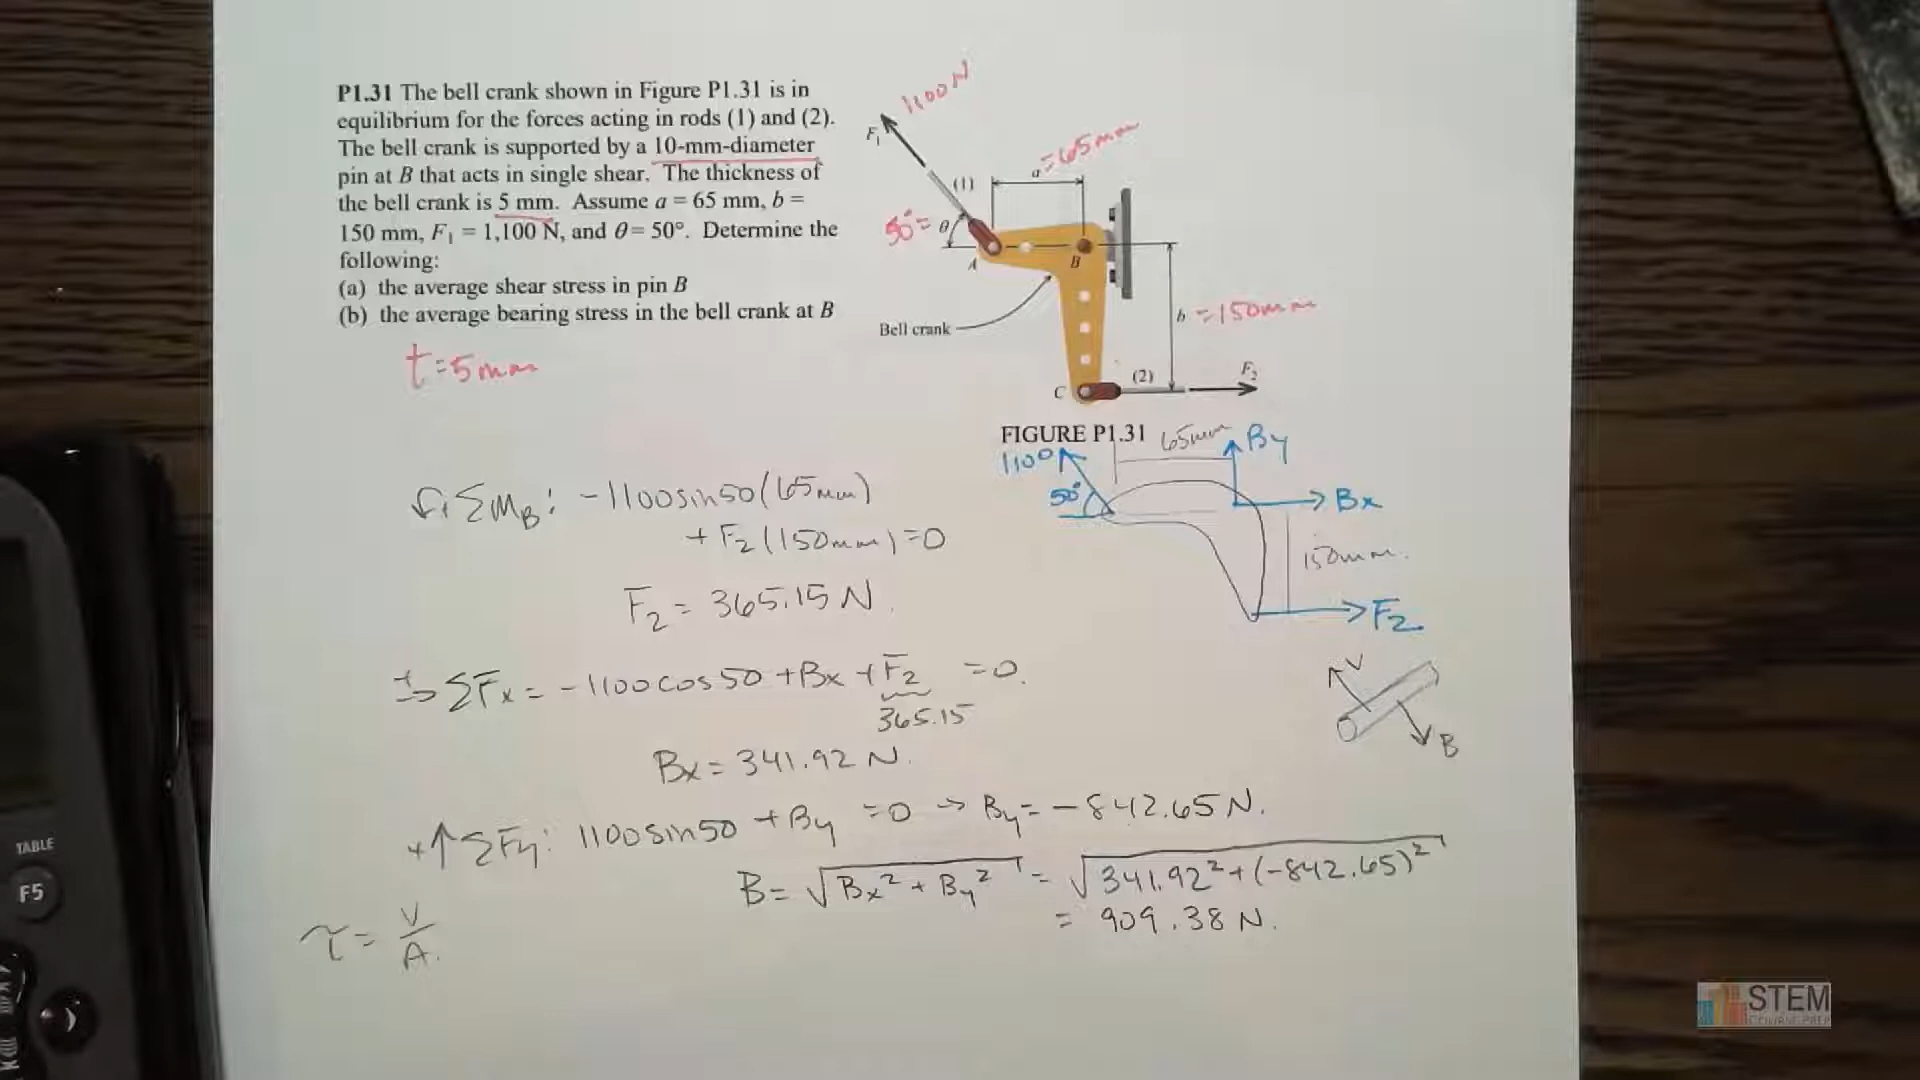 P1.31 The bell crank shown in Figure P1.31 is in
equilibrium for the forces acting in rods (1) and (2).
The bell crank is supported by a 10-mm-diameter
pin at B that acts in single shear. The thickness of
the bell crank is 5 mm. Assume a = 65 mm, b =
150 mm, F₁ = 1,100 N, and θ = 50°. Determine the
following:
(a) the average shear stress in pin B
(b) the average bearing stress in the bell crank at B
t=5mm
1100N
F₁
(1)
a=65mm
50°= θ
A
B
b =150mm
Bell crank
C
(2)
F₂
FIGURE P1.31
65mm
By
1100
50°
Bx
150mm.
F₂
V
B
+ΣM_B: -1100sin50(65mm)
+ F₂(150mm)=0
F₂ = 365.15 N.
+→ΣFx = -1100cos50 +Bx +F₂ =0.
365.15
Bx = 341.92 N.
+↑ΣFy: 1100sin50 +By =0 → By= -842.65 N.
B= √Bx²+By² = √341.92²+(-842.65)²
= 909.38 N.
τ= V/A.
TABLE
F5
STEM
COURSE PREP